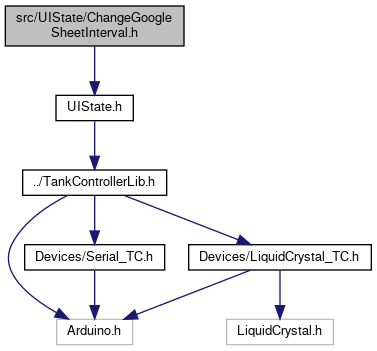 src/UIState/ChangeGoogle
SheetInterval.h
UIState.h
../TankControllerLib.h
Devices/Serial_TC.h
Devices/LiquidCrystal_TC.h
Arduino.h
LiquidCrystal.h